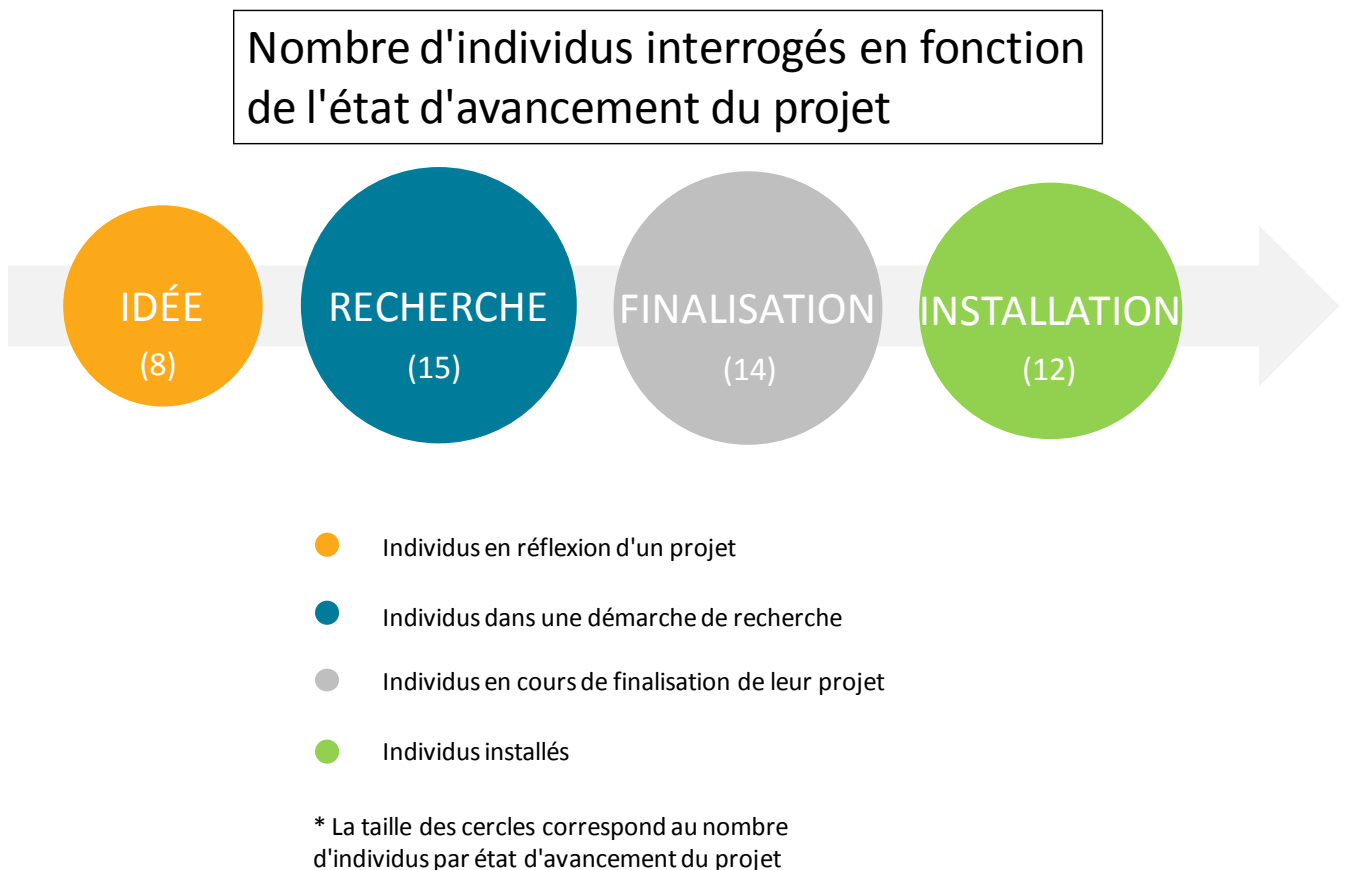 Nombre d'individus interrogés en fonction
de l'état d'avancement du projet
IDÉE
(8)
RECHERCHE
(15)
FINALISATION
(14)
INSTALLATION
(12)
Individus en réflexion d'un projet
Individus dans une démarche de recherche
Individus en cours de finalisation de leur projet
Individus installés
* La taille des cercles correspond au nombre
d'individus par état d'avancement du projet